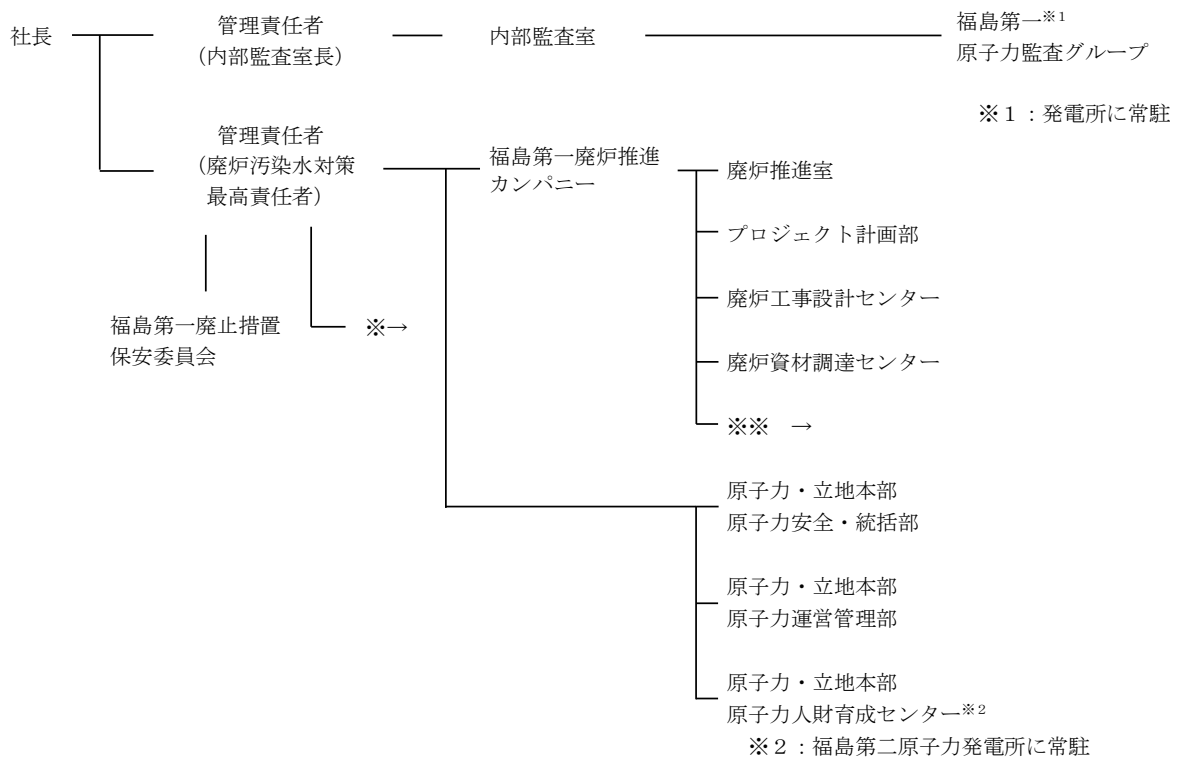 社長
管理責任者
(内部監査室長)
内部監査室
福島第一※1
原子力監査グループ
※1:発電所に常駐
管理責任者
(廃炉汚染水対策
最高責任者)
福島第一廃止措置
保安委員会
※→
福島第一廃炉推進
カンパニー
廃炉推進室
プロジェクト計画部
廃炉工事設計センター
廃炉資材調達センター
※※ →
原子力・立地本部
原子力安全・統括部
原子力・立地本部
原子力運営管理部
原子力・立地本部
原子力人財育成センター※2
※2:福島第二原子力発電所に常駐